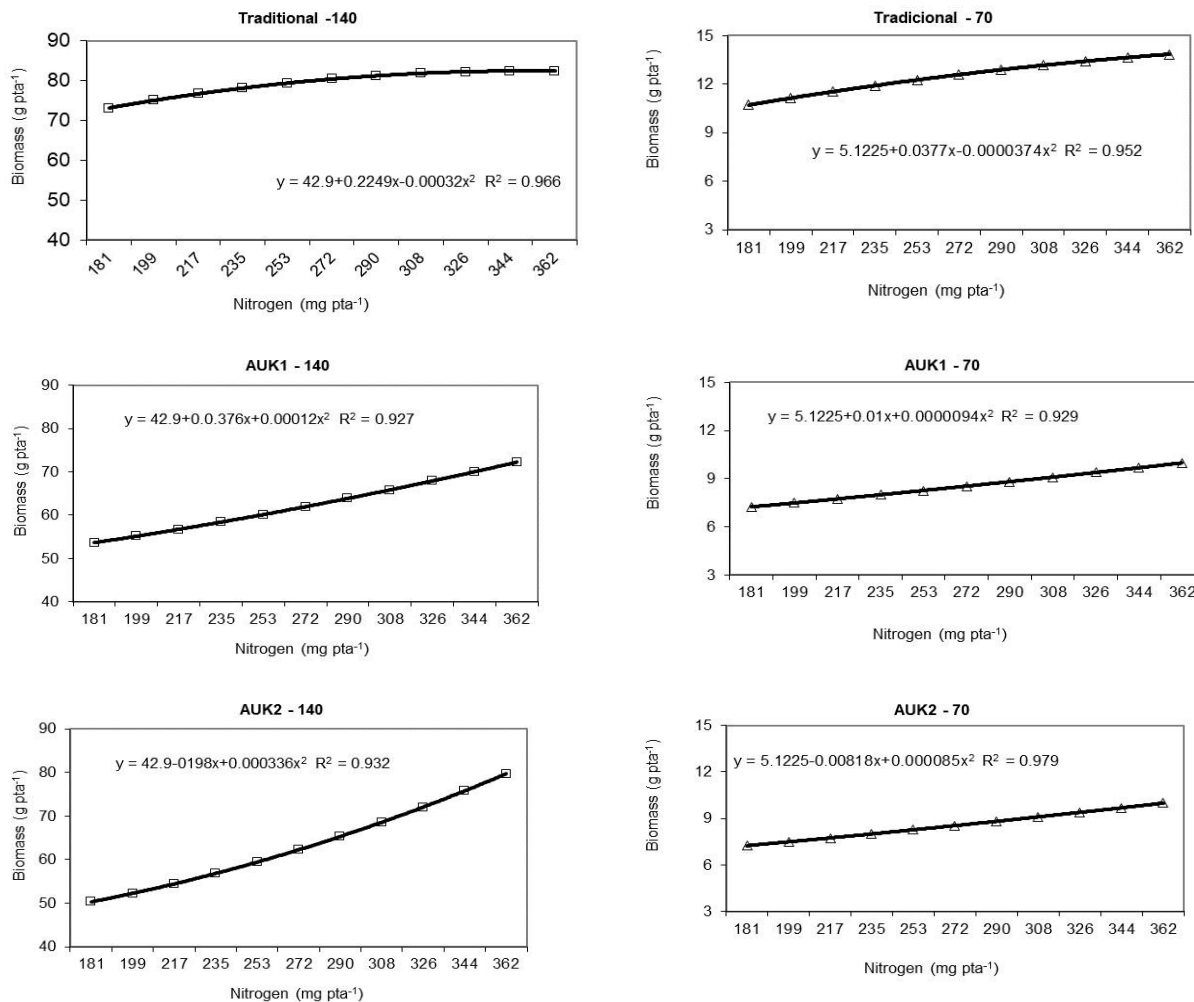 Traditional -140
90
80
70
60
50
40
Biomass (g pta-1)
y = 42.9+0.2249x-0.00032x² R² = 0.966
181 199 217 235 253 272 290 308 326 344 362
Nitrogen (mg pta-1)
Tradicional - 70
15
12
9
6
3
Biomass (g pta-1)
y = 5.1225+0.0377x-0.0000374x² R² = 0.952
181 199 217 235 253 272 290 308 326 344 362
Nitrogen (mg pta-1)
AUK1 - 140
90
80
70
60
50
40
Biomass (g pta-1)
y = 42.9+0.0.376x+0.00012x² R² = 0.927
181 199 217 235 253 272 290 308 326 344 362
Nitrogen (mg pta-1)
AUK1 - 70
15
12
9
6
3
Biomass (g pta-1)
y = 5.1225+0.01x+0.0000094x² R² = 0.929
181 199 217 235 253 272 290 308 326 344 362
Nitrogen (mg pta-1)
AUK2 - 140
90
80
70
60
50
40
Biomass (g pta-1)
y = 42.9-0198x+0.000336x² R² = 0.932
181 199 217 235 253 272 290 308 326 344 362
Nitrogen (mg pta-1)
AUK2 - 70
15
12
9
6
3
Biomass (g pta-1)
y = 5.1225-0.00818x+0.000085x² R² = 0.979
181 199 217 235 253 272 290 308 326 344 362
Nitrogen (mg pta-1)